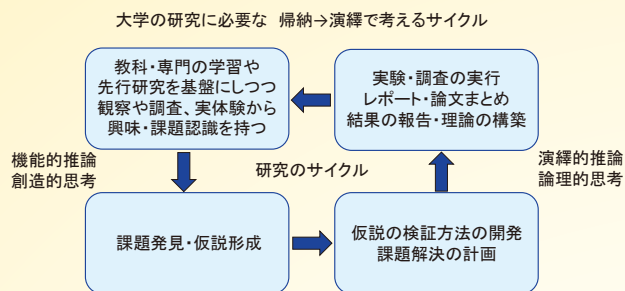 大学の研究に必要な 帰納→演繹で考えるサイクル
教科・専門の学習や
先行研究を基盤にしつつ
観察や調査、実体験から
興味・課題認識を持つ
実験・調査の実行
レポート・論文まとめ
結果の報告・理論の構築
機能的推論
創造的思考
研究のサイクル
演繹的推論
論理的思考
課題発見・仮説形成
仮説の検証方法の開発
課題解決の計画